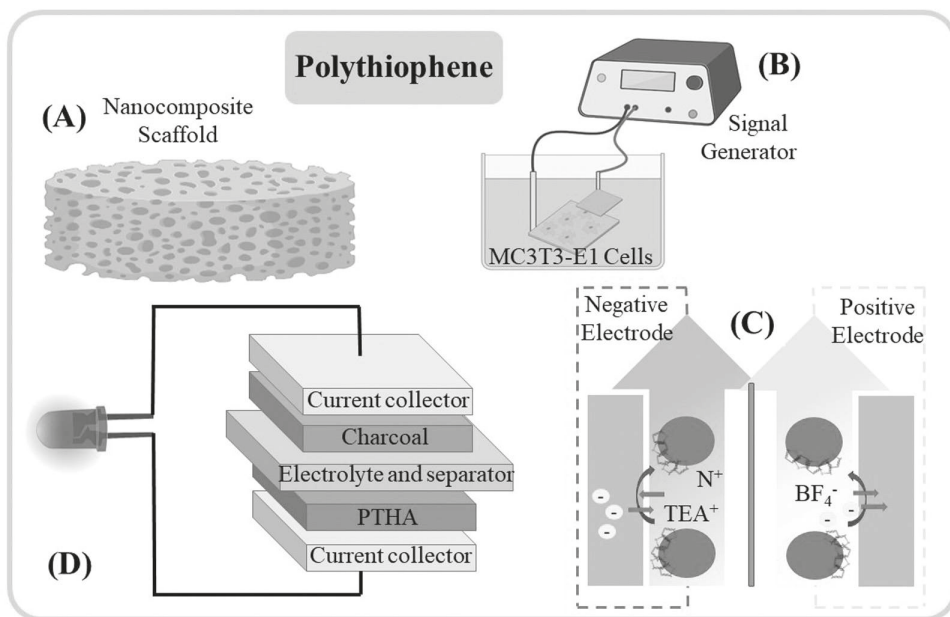 Polythiophene
(A)
Nanocomposite
Scaffold
(B)
Signal
Generator
MC3T3-E1 Cells
(C)
Negative
Electrode
Positive
Electrode
N+
TEA+
BF4-
-
-
-
-
-
(D)
Current collector
Charcoal
Electrolyte and separator
PTHA
Current collector